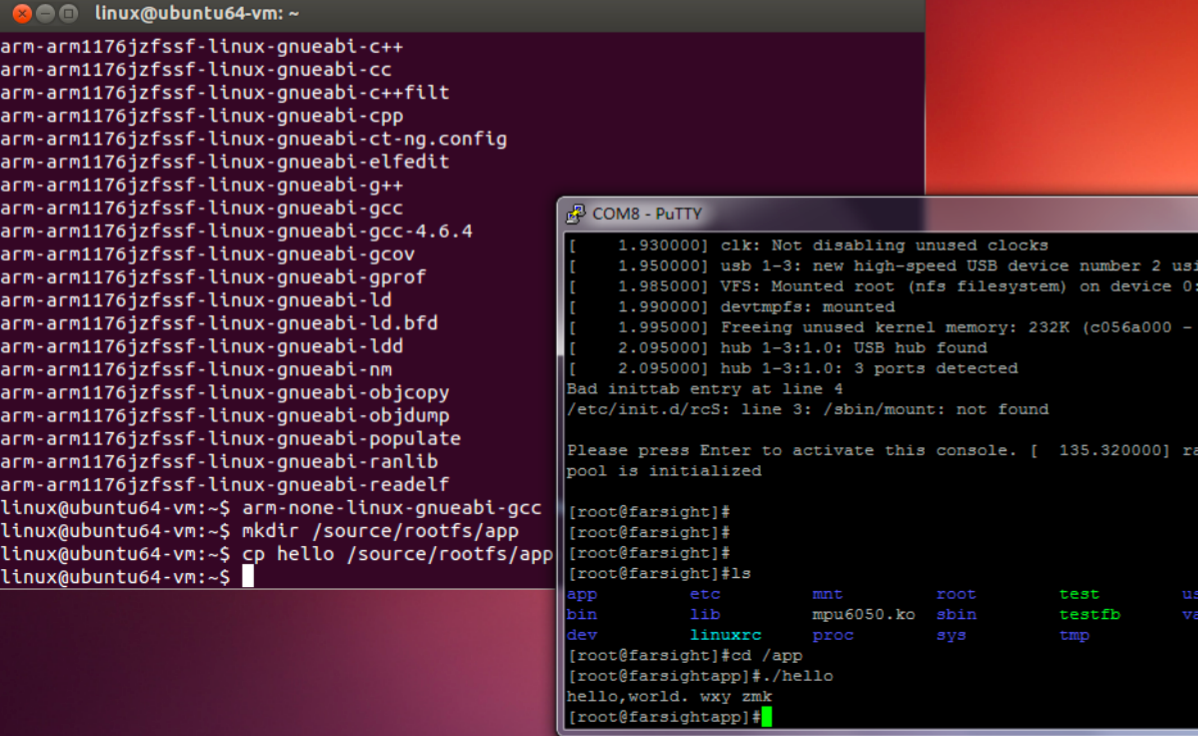 linux@ubuntu64-vm: ~
arm-arm1176jzfssf-linux-gnueabi-c++
arm-arm1176jzfssf-linux-gnueabi-cc
arm-arm1176jzfssf-linux-gnueabi-c++filt
arm-arm1176jzfssf-linux-gnueabi-cpp
arm-arm1176jzfssf-linux-gnueabi-ct-ng.config
arm-arm1176jzfssf-linux-gnueabi-elfedit
arm-arm1176jzfssf-linux-gnueabi-g++
arm-arm1176jzfssf-linux-gnueabi-gcc
arm-arm1176jzfssf-linux-gnueabi-gcc-4.6.4
arm-arm1176jzfssf-linux-gnueabi-gcov
arm-arm1176jzfssf-linux-gnueabi-gprof
arm-arm1176jzfssf-linux-gnueabi-ld
arm-arm1176jzfssf-linux-gnueabi-ld.bfd
arm-arm1176jzfssf-linux-gnueabi-ldd
arm-arm1176jzfssf-linux-gnueabi-nm
arm-arm1176jzfssf-linux-gnueabi-objcopy
arm-arm1176jzfssf-linux-gnueabi-objdump
arm-arm1176jzfssf-linux-gnueabi-populate
arm-arm1176jzfssf-linux-gnueabi-ranlib
arm-arm1176jzfssf-linux-gnueabi-readelf
linux@ubuntu64-vm:~$ arm-none-linux-gnueabi-gcc
linux@ubuntu64-vm:~$ mkdir /source/rootfs/app
linux@ubuntu64-vm:~$ cp hello /source/rootfs/app
linux@ubuntu64-vm:~$
COM8 - PuTTY
[    1.930000] clk: Not disabling unused clocks
[    1.950000] usb 1-3: new high-speed USB device number 2 usi
[    1.985000] VFS: Mounted root (nfs filesystem) on device 0:
[    1.990000] devtmpfs: mounted
[    1.995000] Freeing unused kernel memory: 232K (c056a000 -
[    2.095000] hub 1-3:1.0: USB hub found
[    2.095000] hub 1-3:1.0: 3 ports detected
Bad inittab entry at line 4
/etc/init.d/rcS: line 3: /sbin/mount: not found
Please press Enter to activate this console. [  135.320000] ra
pool is initialized
[root@farsight]#
[root@farsight]#
[root@farsight]#
[root@farsight]#ls
app etc mnt root test us
bin lib mpu6050.ko sbin testfb va
dev linuxrc proc sys tmp
[root@farsight]#cd /app
[root@farsightapp]#./hello
hello,world. wxy zmk
[root@farsightapp]#